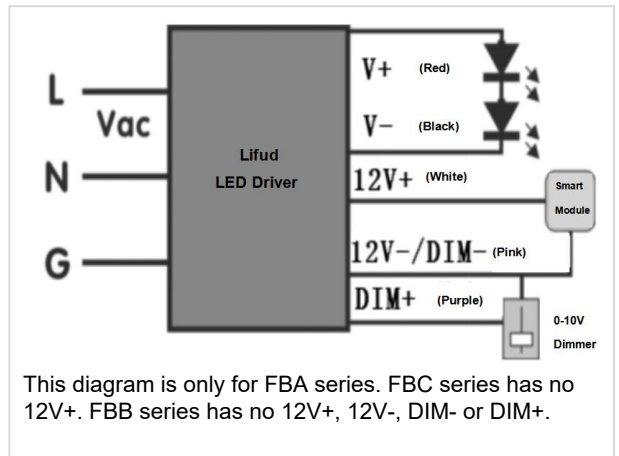 L
Vac
N
G
Lifud
LED Driver
V+ (Red)
V- (Black)
12V+ (White)
12V-/DIM- (Pink)
DIM+ (Purple)
Smart
Module
0-10V
Dimmer
This diagram is only for FBA series. FBC series has no
12V+. FBB series has no 12V+, 12V-, DIM- or DIM+.